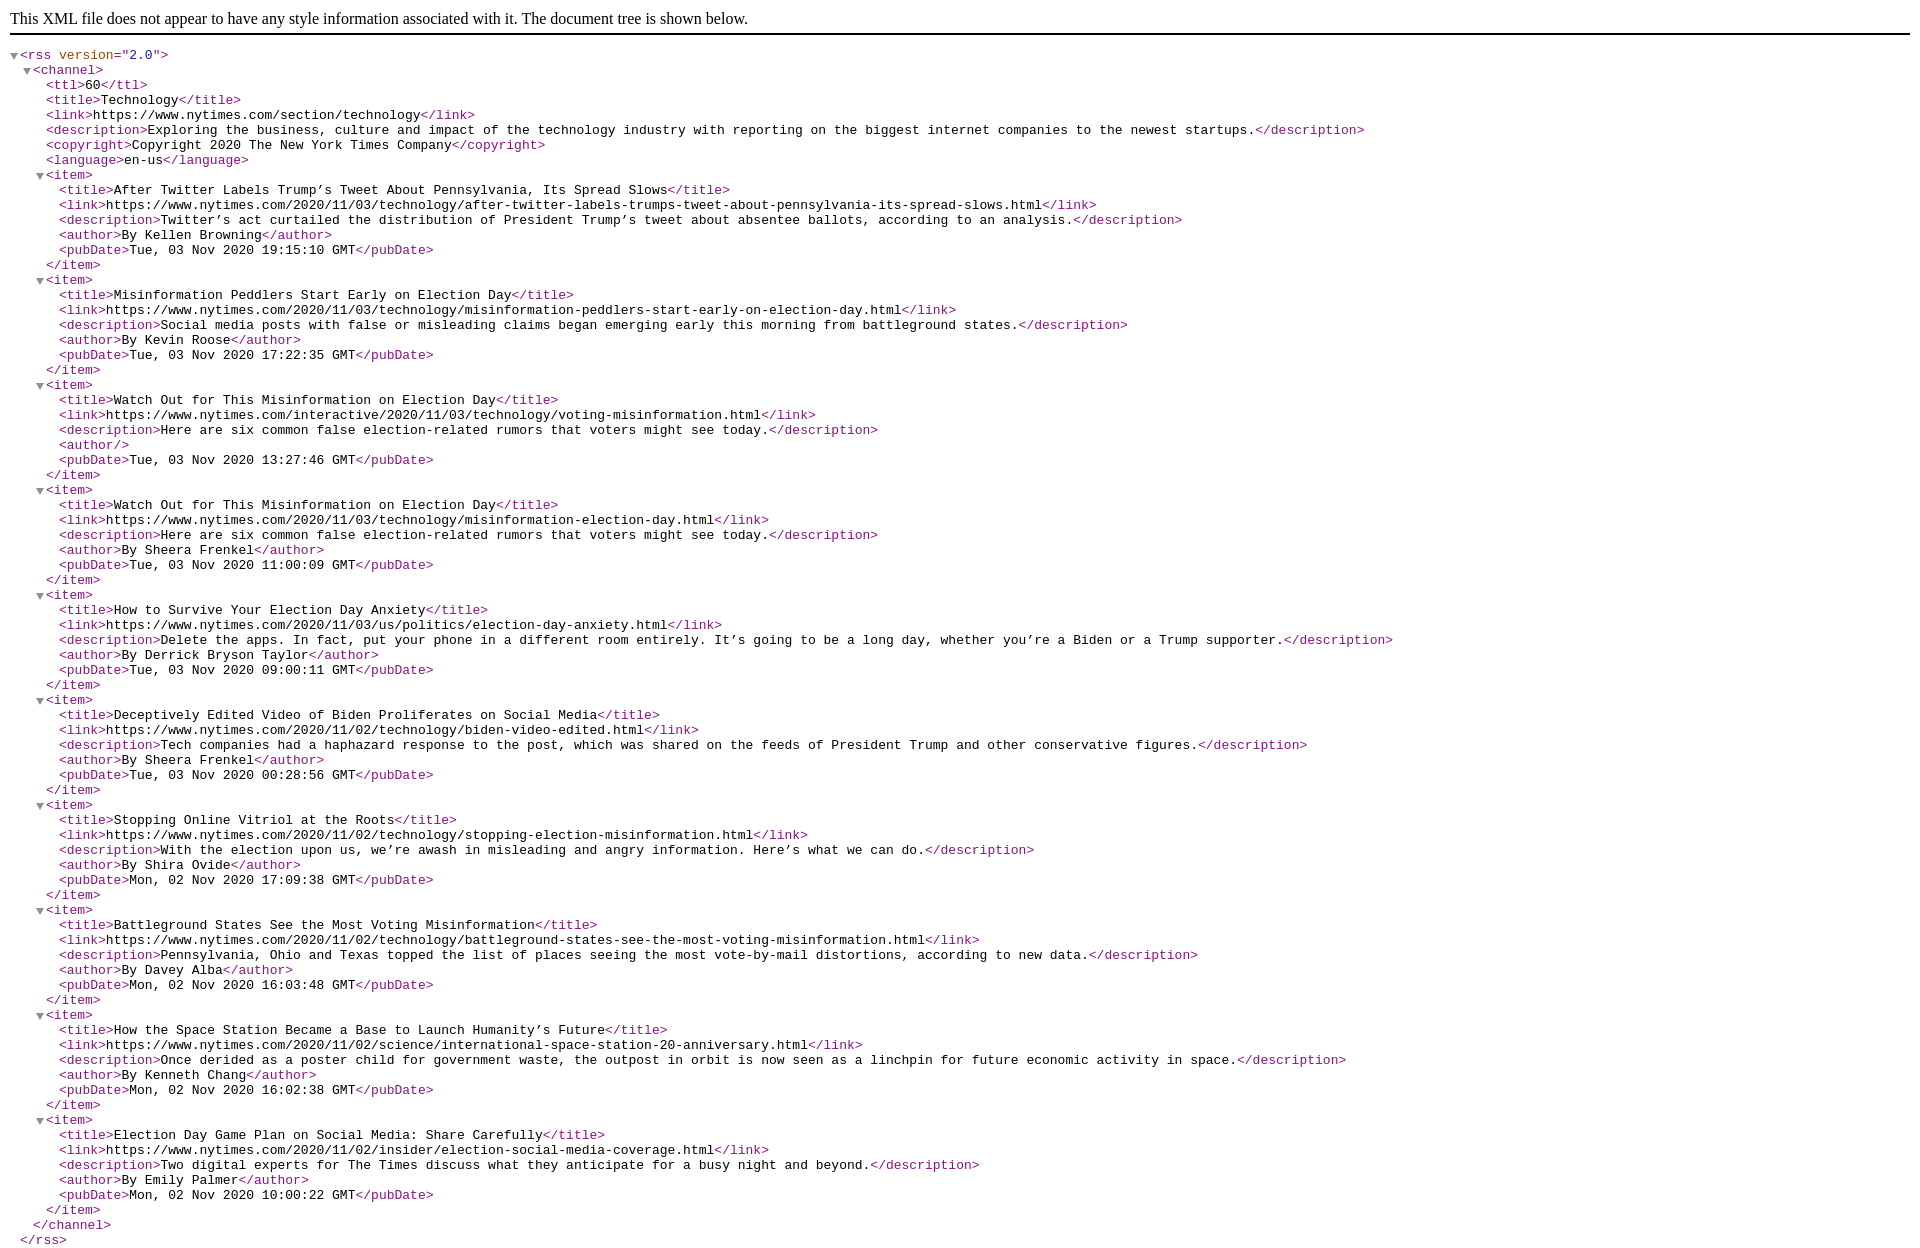 This XML file does not appear to have any style information associated with it. The document tree is shown below.
<rss version="2.0">
<channel>
<ttl>60</ttl>
<title>Technology</title>
<link>https://www.nytimes.com/section/technology</link>
<description>Exploring the business, culture and impact of the technology industry with reporting on the biggest internet companies to the newest startups.</description>
<copyright>Copyright 2020 The New York Times Company</copyright>
<language>en-us</language>
<item>
<title>After Twitter Labels Trump’s Tweet About Pennsylvania, Its Spread Slows</title>
<link>https://www.nytimes.com/2020/11/03/technology/after-twitter-labels-trumps-tweet-about-pennsylvania-its-spread-slows.html</link>
<description>Twitter’s act curtailed the distribution of President Trump’s tweet about absentee ballots, according to an analysis.</description>
<author>By Kellen Browning</author>
<pubDate>Tue, 03 Nov 2020 19:15:10 GMT</pubDate>
</item>
<item>
<title>Misinformation Peddlers Start Early on Election Day</title>
<link>https://www.nytimes.com/2020/11/03/technology/misinformation-peddlers-start-early-on-election-day.html</link>
<description>Social media posts with false or misleading claims began emerging early this morning from battleground states.</description>
<author>By Kevin Roose</author>
<pubDate>Tue, 03 Nov 2020 17:22:35 GMT</pubDate>
</item>
<item>
<title>Watch Out for This Misinformation on Election Day</title>
<link>https://www.nytimes.com/interactive/2020/11/03/technology/voting-misinformation.html</link>
<description>Here are six common false election-related rumors that voters might see today.</description>
<author/>
<pubDate>Tue, 03 Nov 2020 13:27:46 GMT</pubDate>
</item>
<item>
<title>Watch Out for This Misinformation on Election Day</title>
<link>https://www.nytimes.com/2020/11/03/technology/misinformation-election-day.html</link>
<description>Here are six common false election-related rumors that voters might see today.</description>
<author>By Sheera Frenkel</author>
<pubDate>Tue, 03 Nov 2020 11:00:09 GMT</pubDate>
</item>
<item>
<title>How to Survive Your Election Day Anxiety</title>
<link>https://www.nytimes.com/2020/11/03/us/politics/election-day-anxiety.html</link>
<description>Delete the apps. In fact, put your phone in a different room entirely. It’s going to be a long day, whether you’re a Biden or a Trump supporter.</description>
<author>By Derrick Bryson Taylor</author>
<pubDate>Tue, 03 Nov 2020 09:00:11 GMT</pubDate>
</item>
<item>
<title>Deceptively Edited Video of Biden Proliferates on Social Media</title>
<link>https://www.nytimes.com/2020/11/02/technology/biden-video-edited.html</link>
<description>Tech companies had a haphazard response to the post, which was shared on the feeds of President Trump and other conservative figures.</description>
<author>By Sheera Frenkel</author>
<pubDate>Tue, 03 Nov 2020 00:28:56 GMT</pubDate>
</item>
<item>
<title>Stopping Online Vitriol at the Roots</title>
<link>https://www.nytimes.com/2020/11/02/technology/stopping-election-misinformation.html</link>
<description>With the election upon us, we’re awash in misleading and angry information. Here’s what we can do.</description>
<author>By Shira Ovide</author>
<pubDate>Mon, 02 Nov 2020 17:09:38 GMT</pubDate>
</item>
<item>
<title>Battleground States See the Most Voting Misinformation</title>
<link>https://www.nytimes.com/2020/11/02/technology/battleground-states-see-the-most-voting-misinformation.html</link>
<description>Pennsylvania, Ohio and Texas topped the list of places seeing the most vote-by-mail distortions, according to new data.</description>
<author>By Davey Alba</author>
<pubDate>Mon, 02 Nov 2020 16:03:48 GMT</pubDate>
</item>
<item>
<title>How the Space Station Became a Base to Launch Humanity’s Future</title>
<link>https://www.nytimes.com/2020/11/02/science/international-space-station-20-anniversary.html</link>
<description>Once derided as a poster child for government waste, the outpost in orbit is now seen as a linchpin for future economic activity in space.</description>
<author>By Kenneth Chang</author>
<pubDate>Mon, 02 Nov 2020 16:02:38 GMT</pubDate>
</item>
<item>
<title>Election Day Game Plan on Social Media: Share Carefully</title>
<link>https://www.nytimes.com/2020/11/02/insider/election-social-media-coverage.html</link>
<description>Two digital experts for The Times discuss what they anticipate for a busy night and beyond.</description>
<author>By Emily Palmer</author>
<pubDate>Mon, 02 Nov 2020 10:00:22 GMT</pubDate>
</item>
</channel>
</rss>